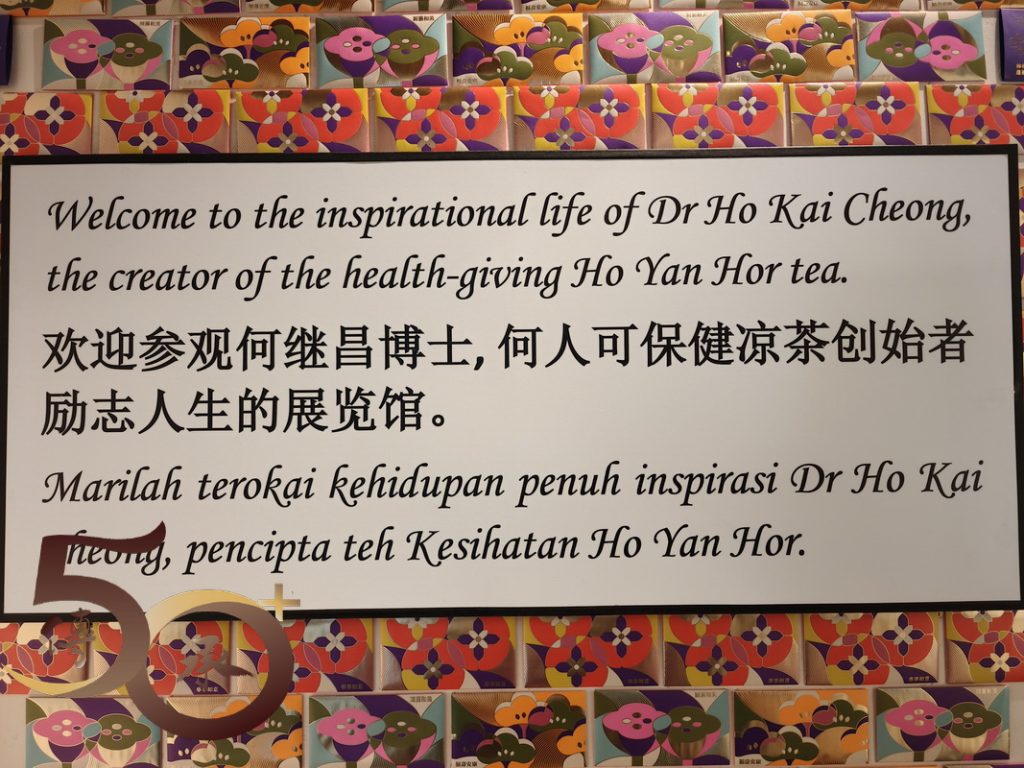 Welcome to the inspirational life of Dr Ho Kai Cheong,
the creator of the health-giving Ho Yan Hor tea.
欢迎参观何继昌博士,何人可保健凉茶创始者
励志人生的展览馆。
Marilah terokai kehidupan penuh inspirasi Dr Ho Kai
Cheong, pencipta teh Kesihatan Ho Yan Hor.
50+